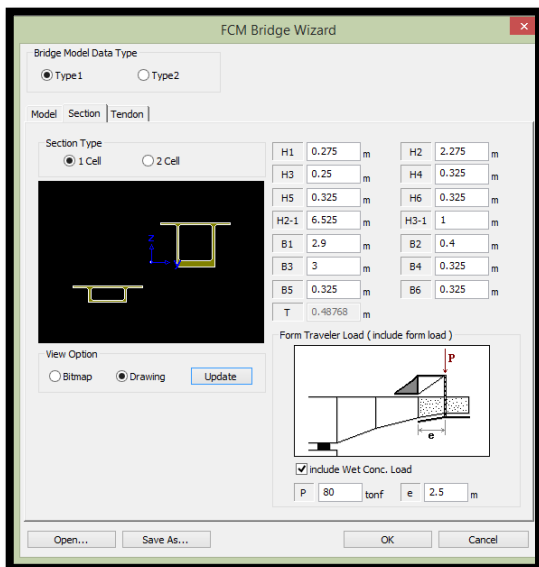 FCM Bridge Wizard
×
Bridge Model Data Type
Type1 Type2
Model Section Tendon
Section Type
1 Cell 2 Cell
Z
View Option
Bitmap Drawing Update
H1 0.275 m H2 2.275 m
H3 0.25 m H4 0.325 m
H5 0.325 m H6 0.325 m
H2-1 6.525 m H3-1 1 m
B1 2.9 m B2 0.4 m
B3 3 m B4 0.325 m
B5 0.325 m B6 0.325 m
T 0.48768 m
Form Traveler Load ( include form load )
P
e
include Wet Conc. Load
P 80 tonf e 2.5 m
Open... Save As... OK Cancel